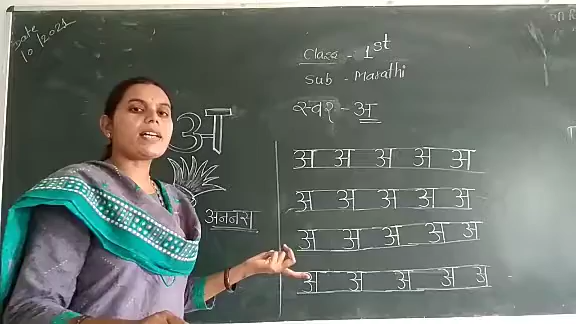 Date
10/2021
Class - 1st
Sub - Marathi
स्वर - अ
अ
अननस
अ अ अ अ अ
अ अ अ अ अ
अ अ अ अ अ
अ अ अ अ अ